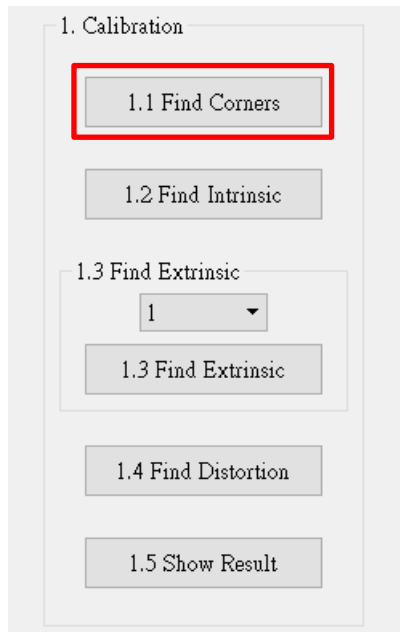 1. Calibration
1.1 Find Corners
1.2 Find Intrinsic
1.3 Find Extrinsic
1
1.3 Find Extrinsic
1.4 Find Distortion
1.5 Show Result